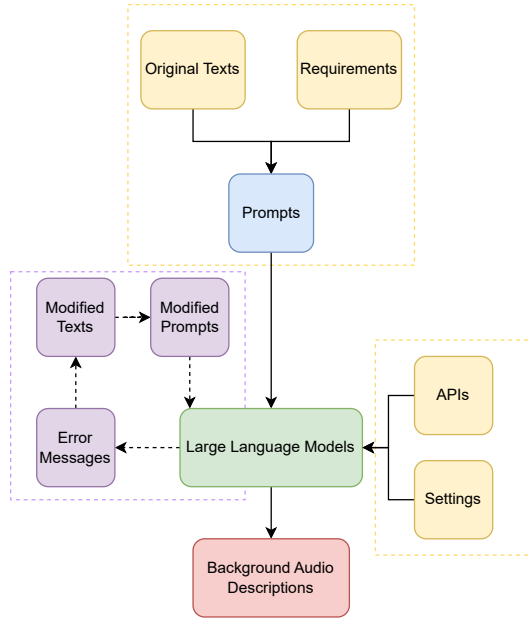 Original Texts
Requirements
Prompts
Modified
Texts
Modified
Prompts
APIs
Error
Messages
Large Language Models
Settings
Background Audio
Descriptions